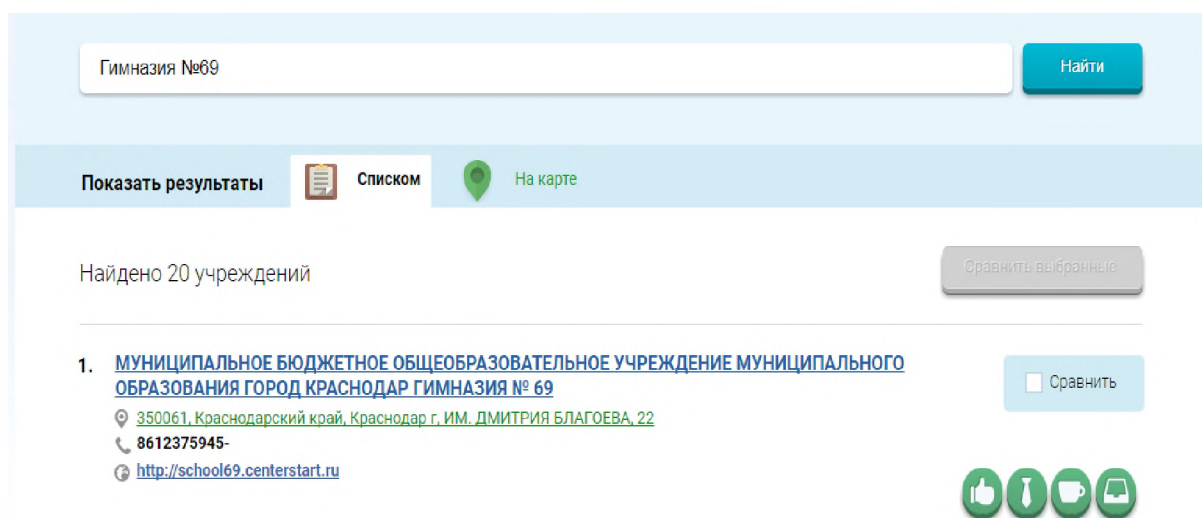 Гимназия №69
Найти
Показать результаты
Списком
На карте
Найдено 20 учреждений
Сравнить выбранные
1. МУНИЦИПАЛЬНОЕ БЮДЖЕТНОЕ ОБЩЕОБРАЗОВАТЕЛЬНОЕ УЧРЕЖДЕНИЕ МУНИЦИПАЛЬНОГО
ОБРАЗОВАНИЯ ГОРОД КРАСНОДАР ГИМНАЗИЯ № 69
Сравнить
350061, Краснодарский край, Краснодар г, ИМ. ДМИТРИЯ БЛАГОЕВА, 22
8612375945-
http://school69.centerstart.ru